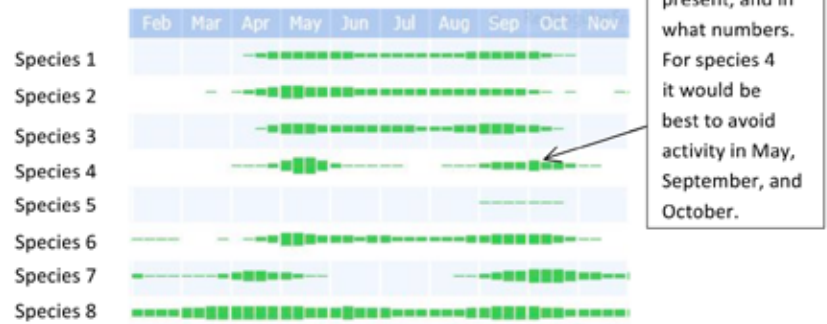 Feb Mar Apr May Jun Jul Aug Sep Oct Nov
Species 1
Species 2
Species 3
Species 4
Species 5
Species 6
Species 7
Species 8
present, and in
what numbers.
For species 4
it would be
best to avoid
activity in May,
September, and
October.